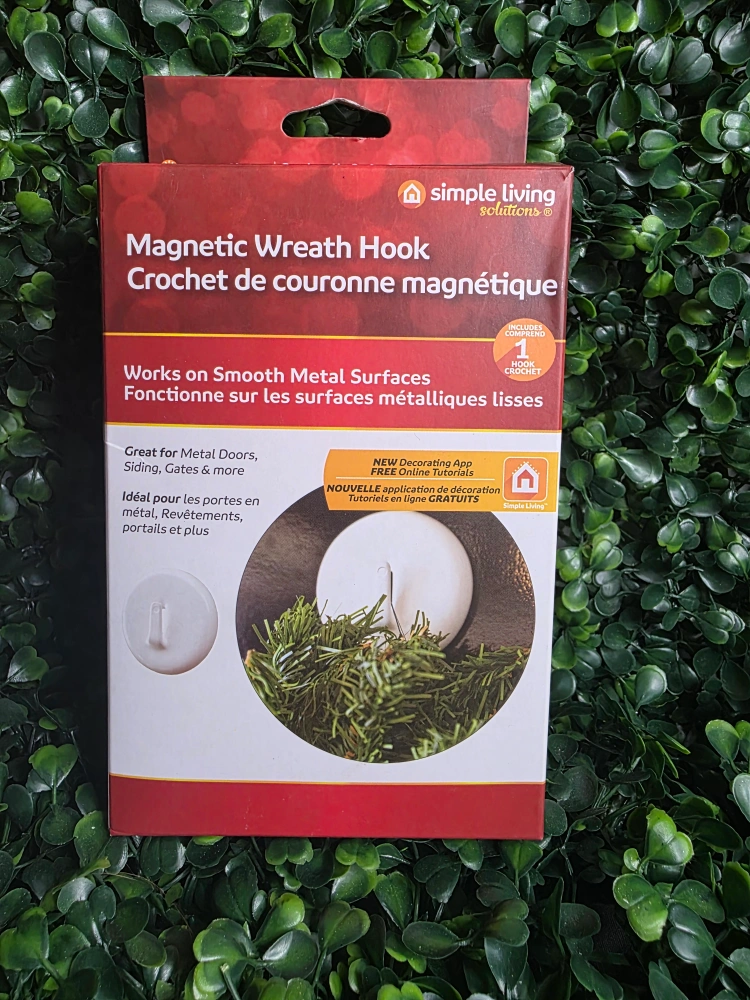 simple living
solutions ®
Magnetic Wreath Hook
Crochet de couronne magnétique
INCLUDES
COMPREND
1
HOOK
CROCHET
Works on Smooth Metal Surfaces
Fonctionne sur les surfaces métalliques lisses
Great for Metal Doors,
Siding, Gates & more
Idéal pour les portes en
métal, Revêtements,
portails et plus
NEW Decorating App
FREE Online Tutorials
NOUVELLE application de décoration
Tutoriels en ligne GRATUITS
Simple Living™